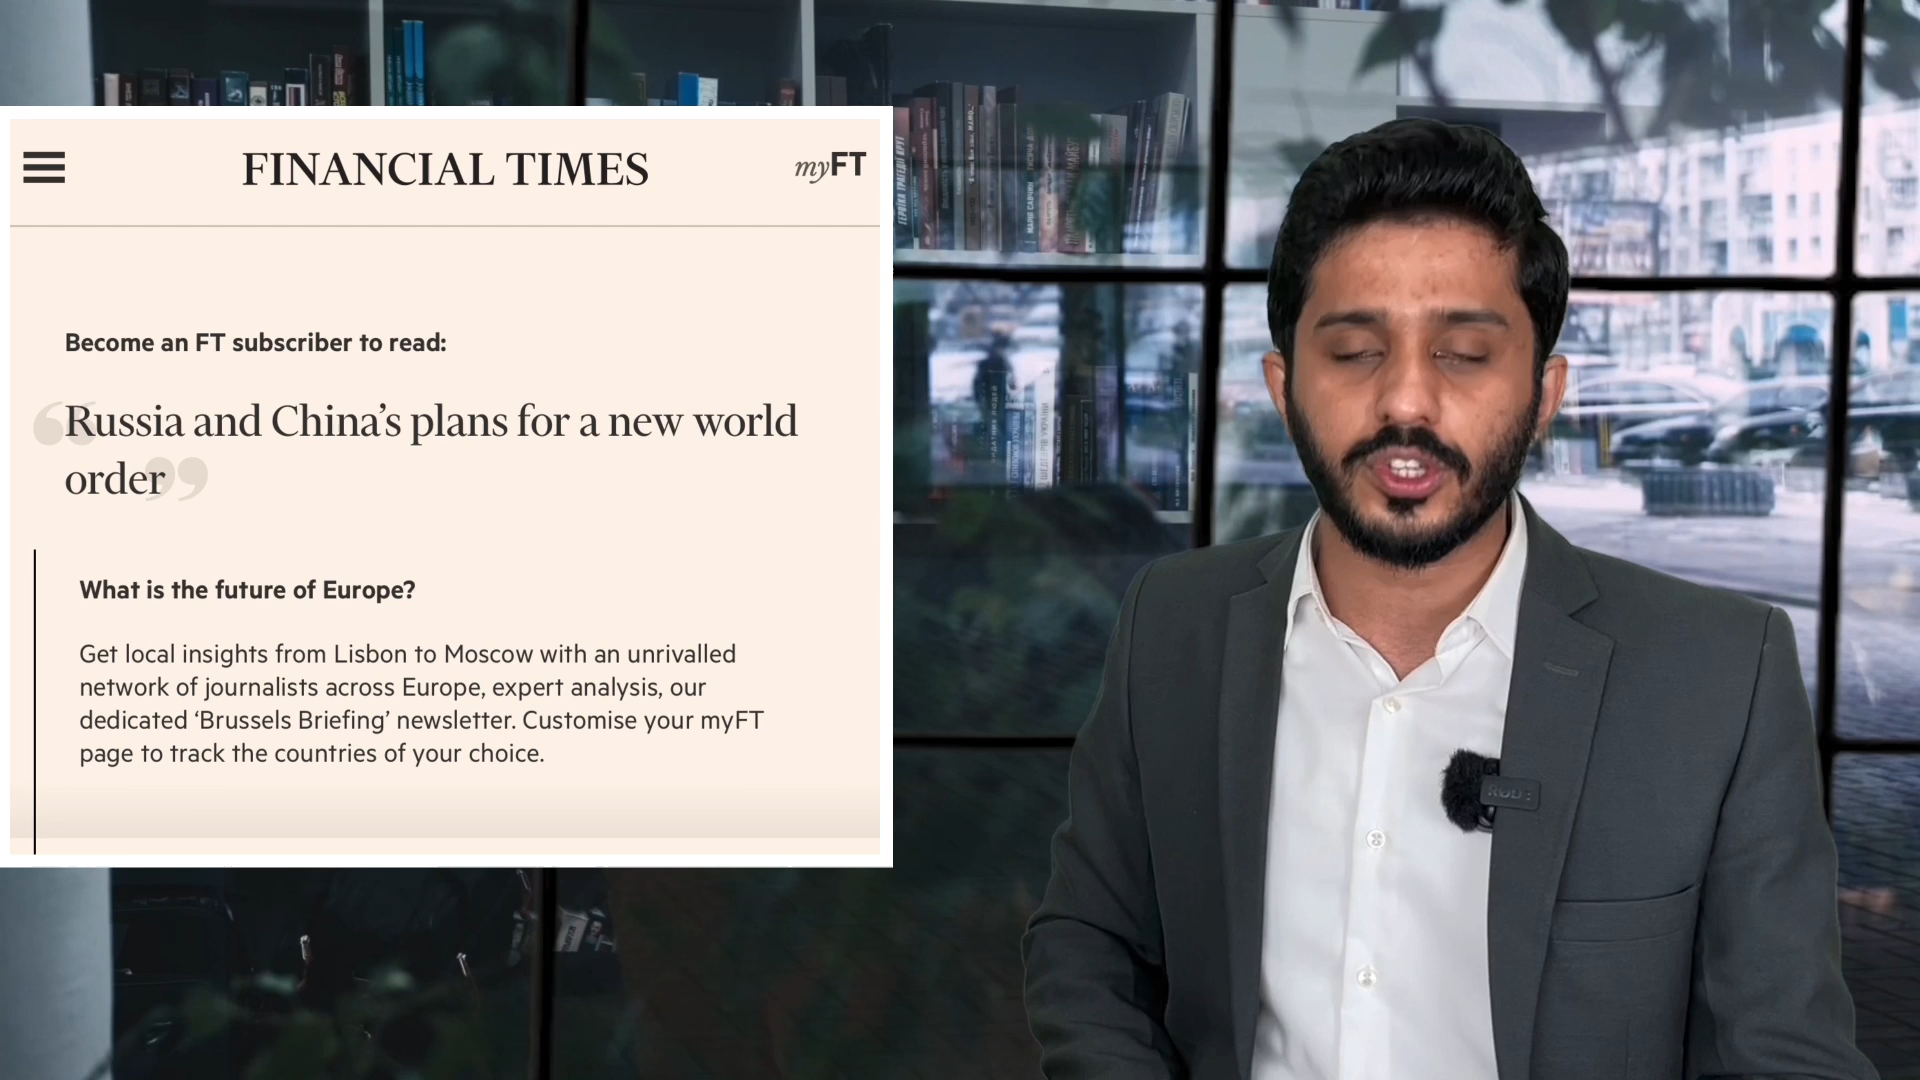 FINANCIAL TIMES
myFT
Become an FT subscriber to read:
“Russia and China’s plans for a new world
order”
What is the future of Europe?
Get local insights from Lisbon to Moscow with an unrivalled
network of journalists across Europe, expert analysis, our
dedicated ‘Brussels Briefing’ newsletter. Customise your myFT
page to track the countries of your choice.